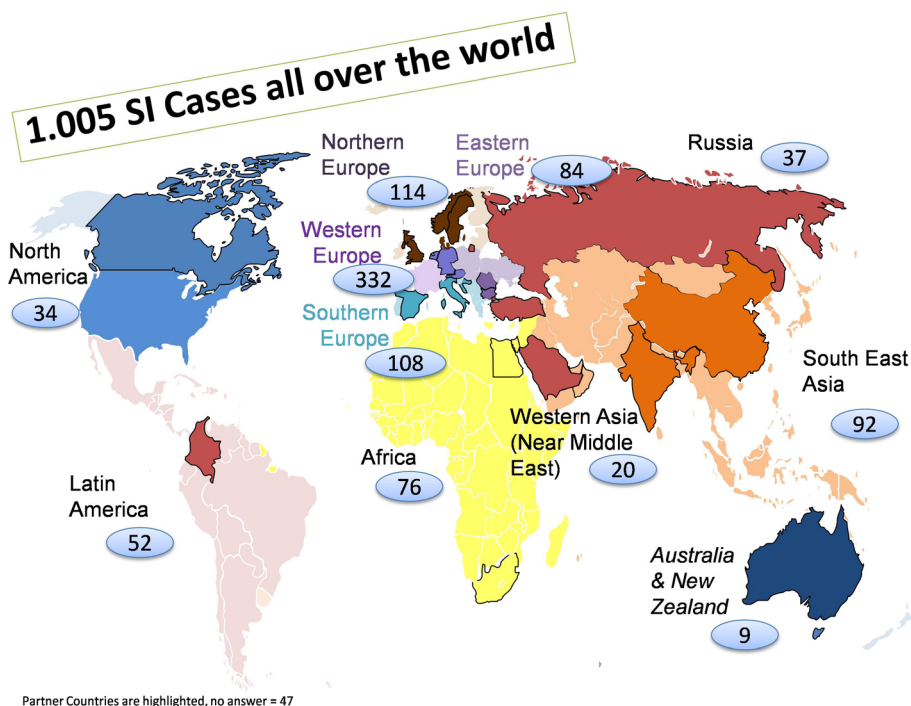 1.005 SI Cases all over the world
Northern
Europe
114
Eastern
Europe
84
Russia
37
North
America
34
Western
Europe
332
Southern
Europe
108
South East
Asia
92
Western Asia
(Near Middle
East)
20
Africa
76
Latin
America
52
Australia
& New
Zealand
9
Partner Countries are highlighted, no answer = 47